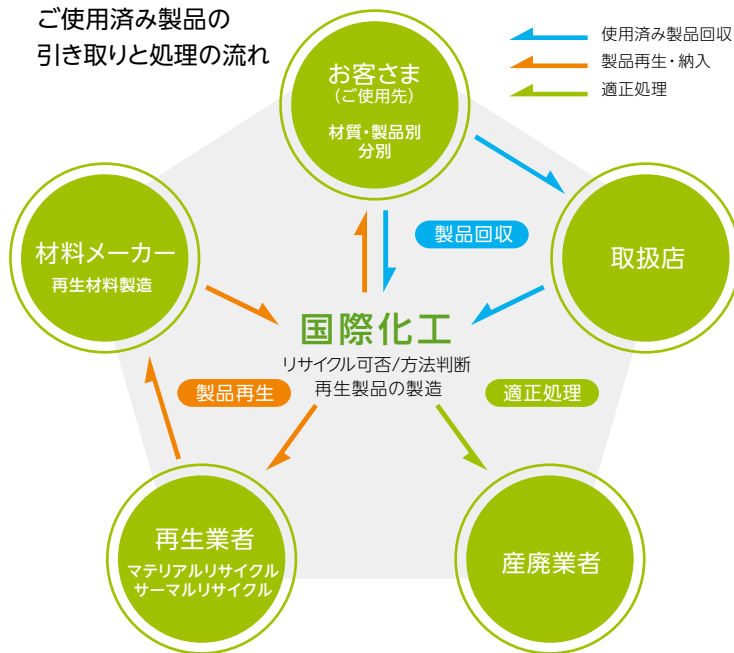 ご使用済み製品の
引き取りと処理の流れ
使用済み製品回収
製品再生・納入
適正処理
お客さま
(ご使用先)
材質・製品別
分別
製品回収
材料メーカー
再生材料製造
取扱店
国際化工
リサイクル可否/方法判断
再生製品の製造
製品再生
適正処理
再生業者
マテリアルリサイクル
サーマルリサイクル
産廃業者